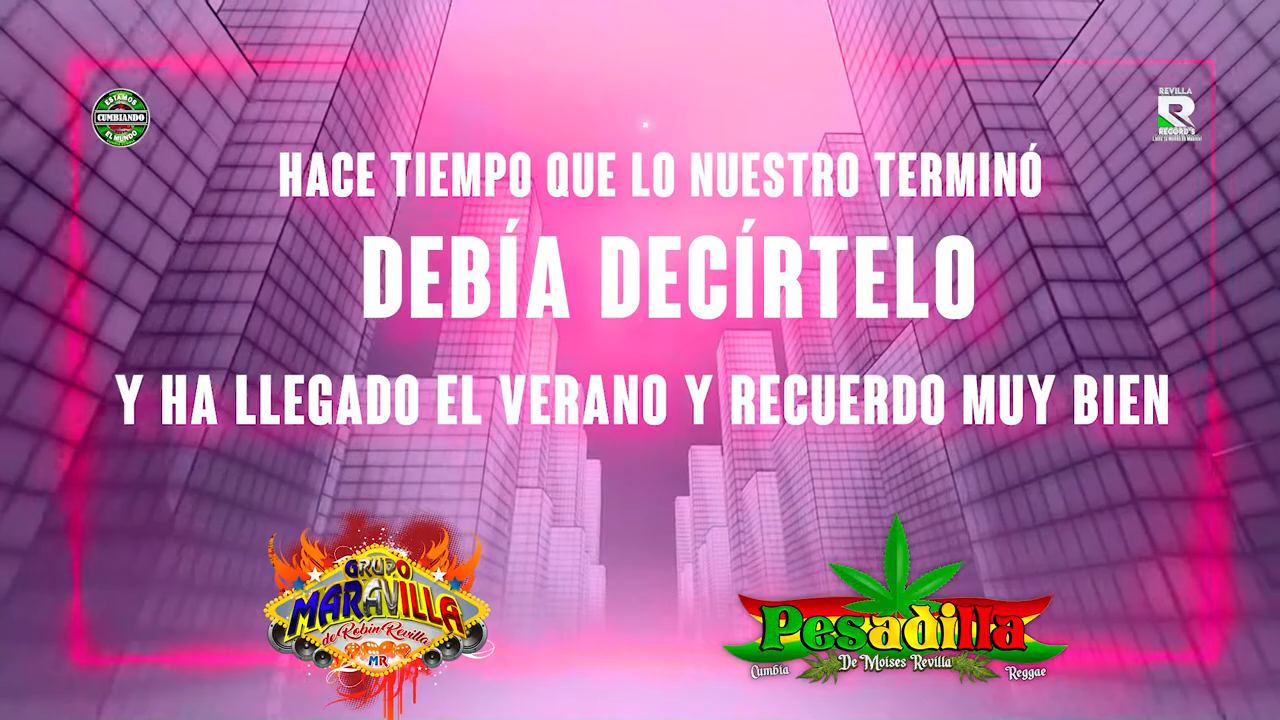 ESTAMOS
CUMBIANDO
EL MUNDO
REVILLA
R
RECORD'S
HACE TIEMPO QUE LO NUESTRO TERMINÓ
DEBÍA DECÍRTELO
Y HA LLEGADO EL VERANO Y RECUERDO MUY BIEN
GRUPO
MARAVILLA
de Robin Revilla
MR
Pesadilla
De Moises Revilla
Cumbia
Reggae